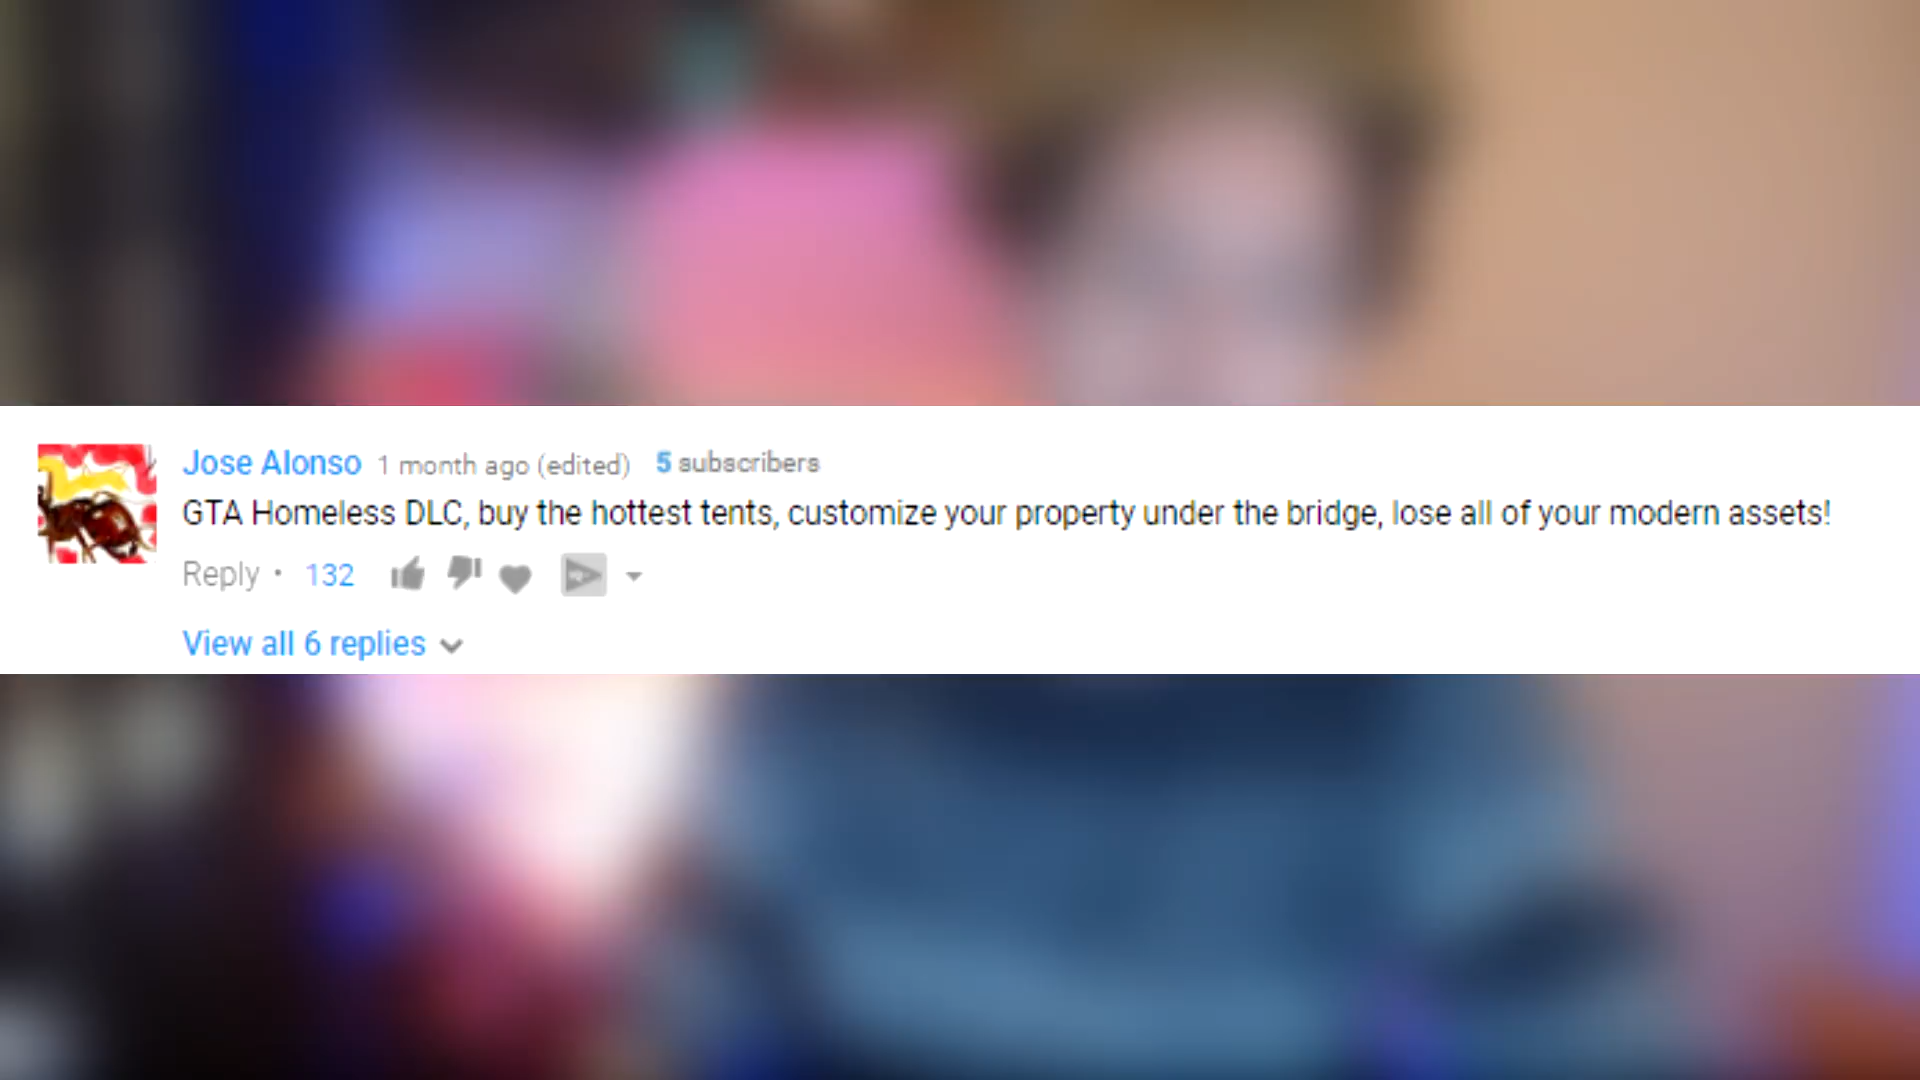 Jose Alonso 1 month ago (edited) 5 subscribers
GTA Homeless DLC, buy the hottest tents, customize your property under the bridge, lose all of your modern assets!
Reply • 132
View all 6 replies